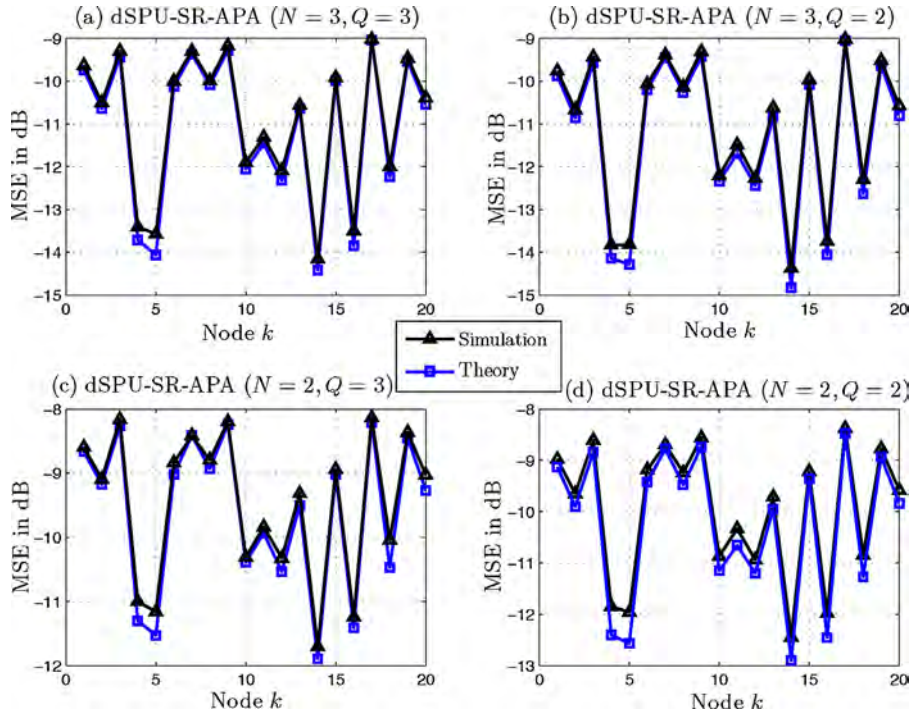 (a) dSPU-SR-APA (N = 3, Q = 3)
−9
−10
−11
−12
−13
−14
−15
MSE in dB
0 5 10 15 20
Node k
(b) dSPU-SR-APA (N = 3, Q = 2)
−9
−10
−11
−12
−13
−14
−15
MSE in dB
0 5 10 15 20
Node k
Simulation
Theory
(c) dSPU-SR-APA (N = 2, Q = 3)
−8
−9
−10
−11
−12
MSE in dB
0 5 10 15 20
Node k
(d) dSPU-SR-APA (N = 2, Q = 2)
−8
−9
−10
−11
−12
−13
MSE in dB
0 5 10 15 20
Node k